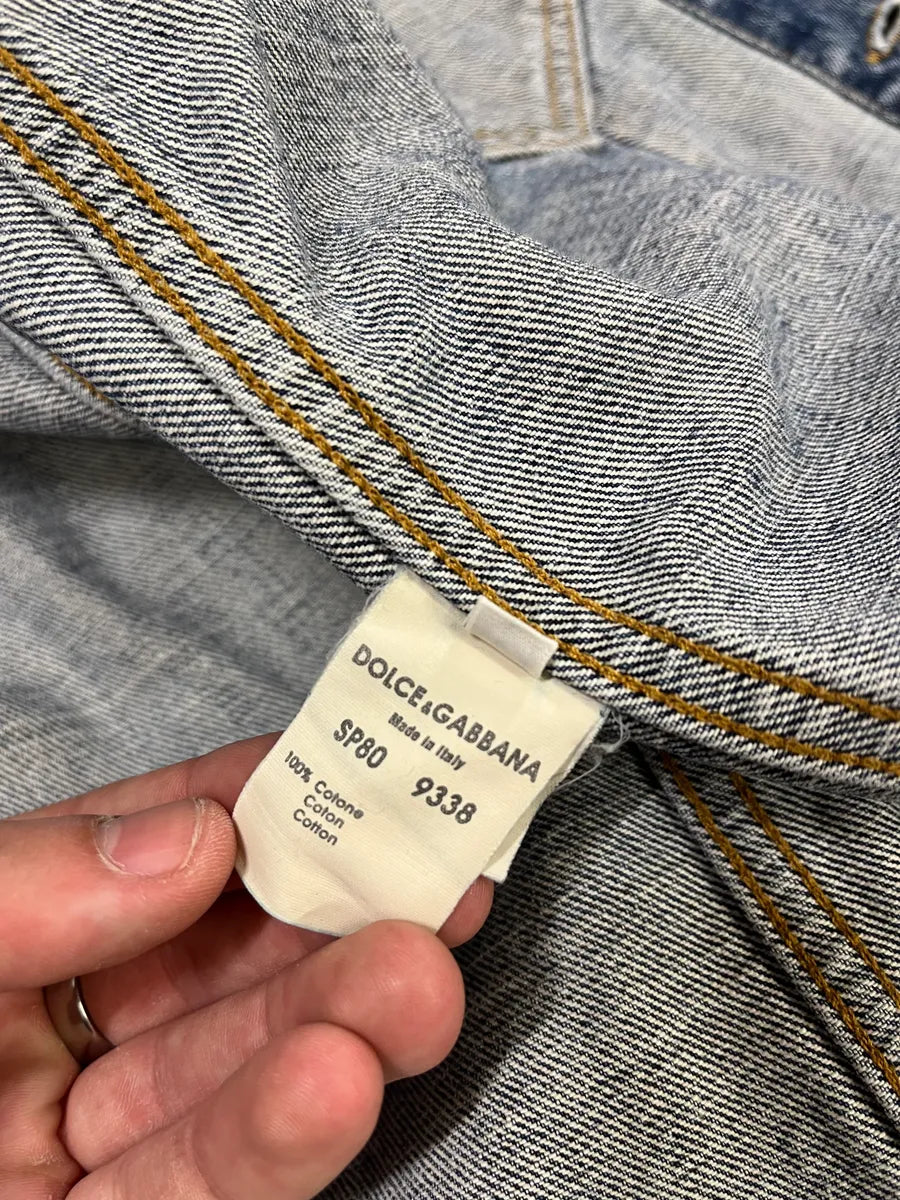 DOLCE&GABBANA
Made in Italy
SP80 9338
100% Cotone
Coton
Cotton